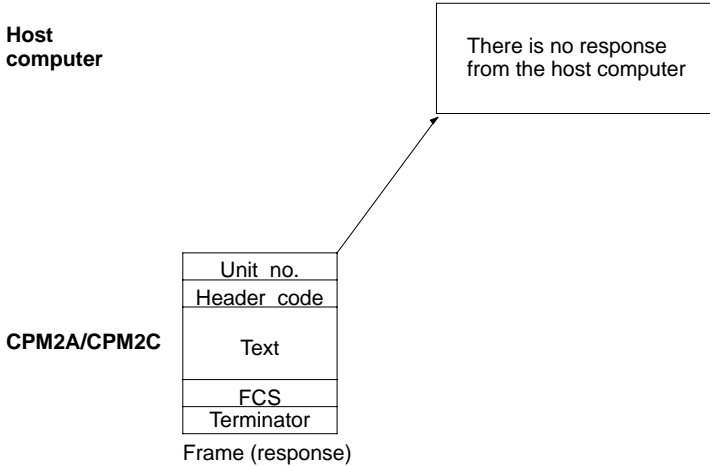 Host
computer
There is no response
from the host computer
Unit no.
Header code
CPM2A/CPM2C
Text
FCS
Terminator
Frame (response)